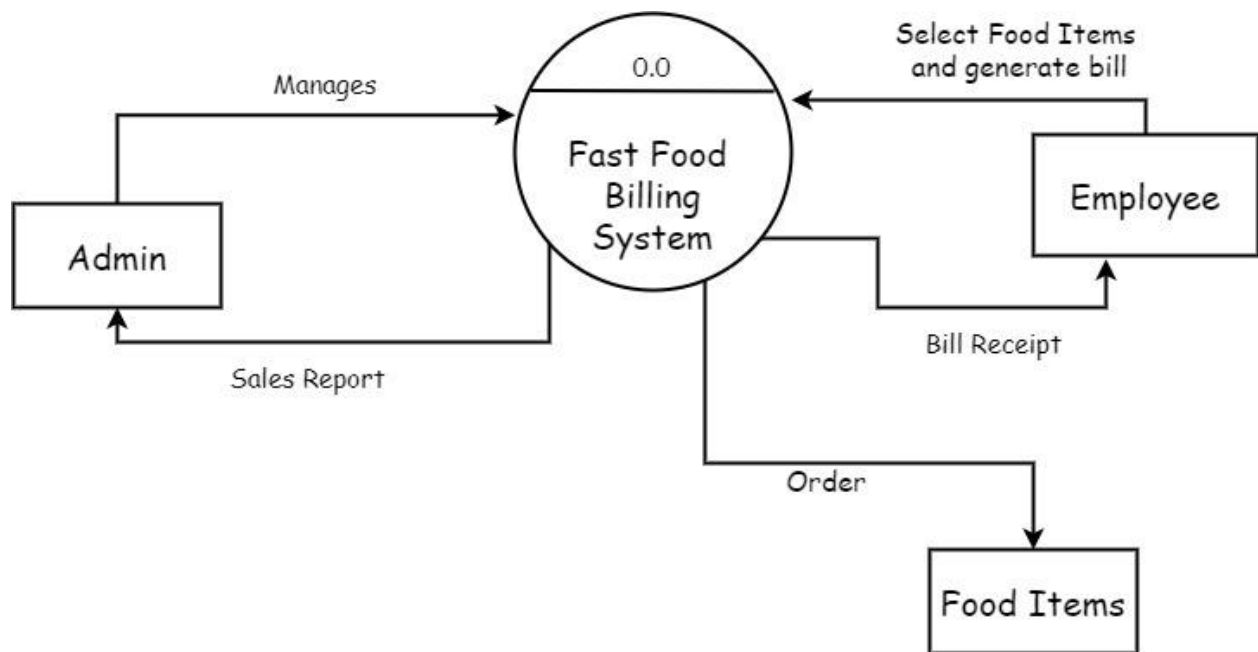 Select Food Items
and generate bill
0.0
Manages
Fast Food
Billing
System
Employee
Admin
Bill Receipt
Sales Report
Order
Food Items